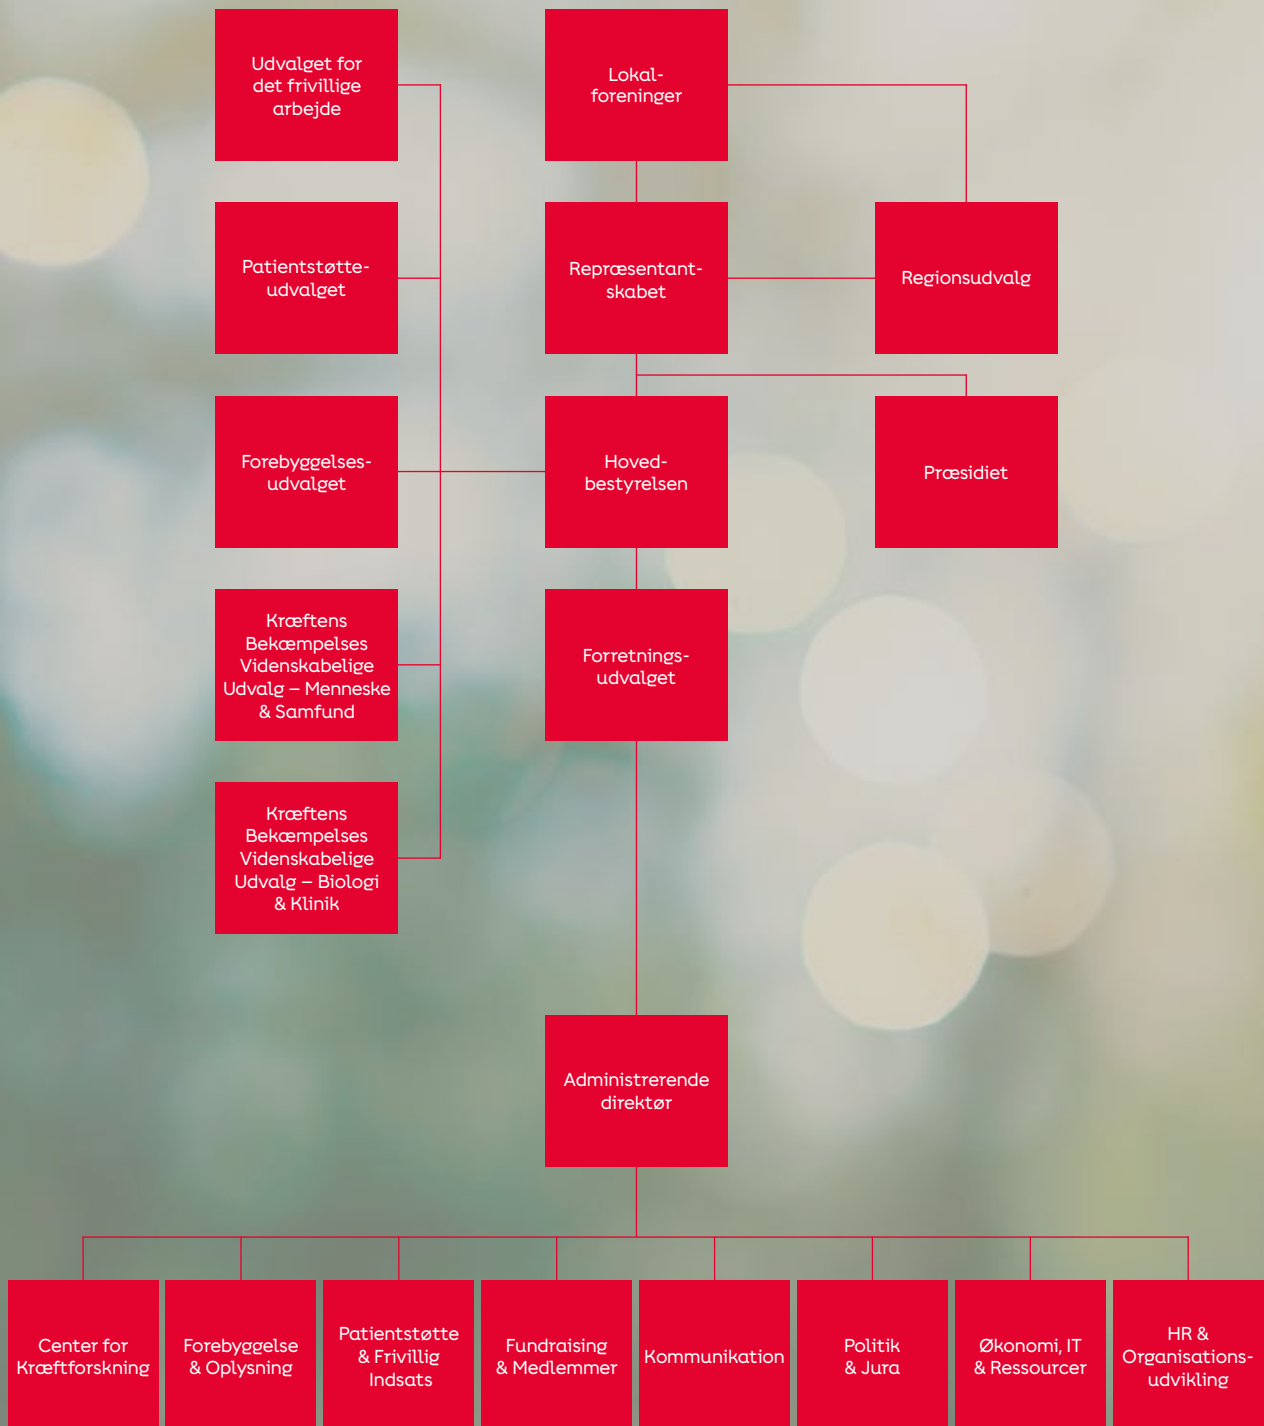 Udvalget for
det frivillige
arbejde
Lokal-
foreninger
Patientstøtte-
udvalget
Repræsentant-
skabet
Regionsudvalg
Forebyggelses-
udvalget
Hoved-
bestyrelsen
Præsidiet
Kræftens
Bekæmpelses
Videnskabelige
Udvalg – Menneske
& Samfund
Forretnings-
udvalget
Kræftens
Bekæmpelses
Videnskabelige
Udvalg – Biologi
& Klinik
Administrerende
direktør
Center for
Kræftforskning
Forebyggelse
& Oplysning
Patientstøtte
& Frivillig
Indsats
Fundraising
& Medlemmer
Kommunikation
Politik
& Jura
Økonomi, IT
& Ressourcer
HR &
Organisations-
udvikling